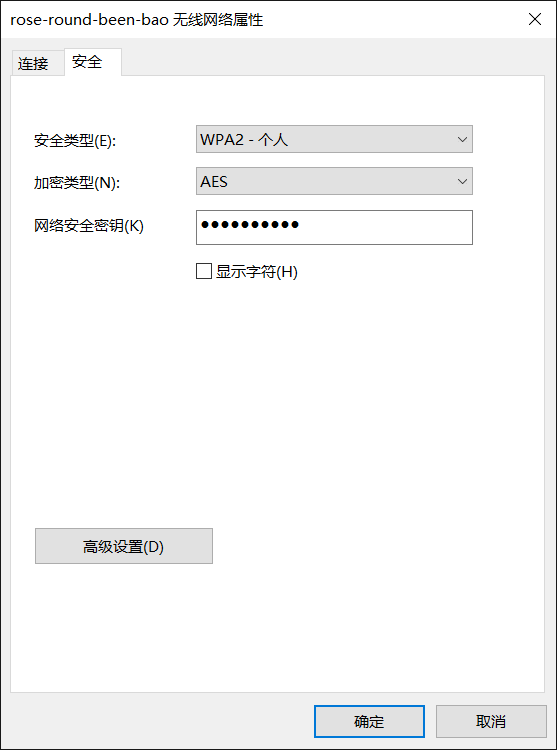 rose-round-been-bao 无线网络属性
连接 安全
安全类型(E): WPA2 - 个人
加密类型(N): AES
网络安全密钥(K) ●●●●●●●●●●
显示字符(H)
高级设置(D)
确定 取消